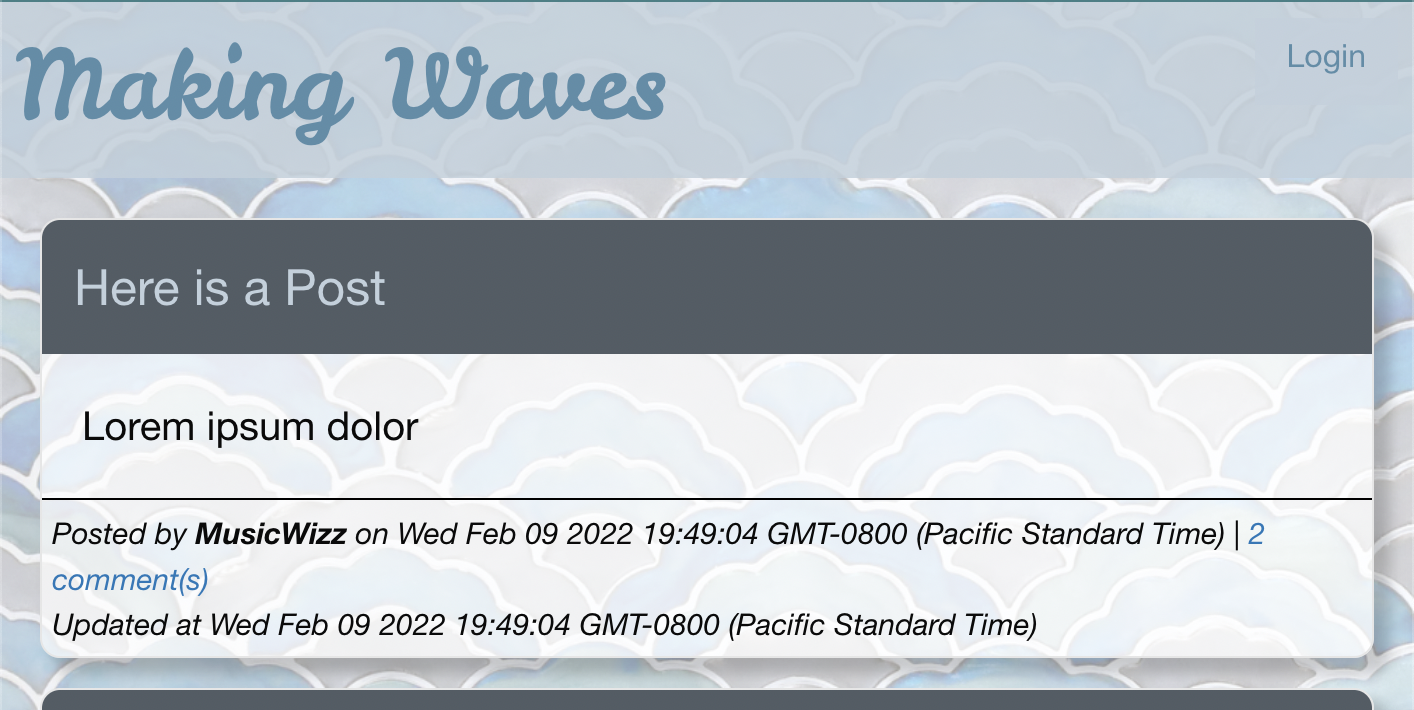 Making Waves
Login
Here is a Post
Lorem ipsum dolor
Posted by MusicWizz on Wed Feb 09 2022 19:49:04 GMT-0800 (Pacific Standard Time) | 2
comment(s)
Updated at Wed Feb 09 2022 19:49:04 GMT-0800 (Pacific Standard Time)